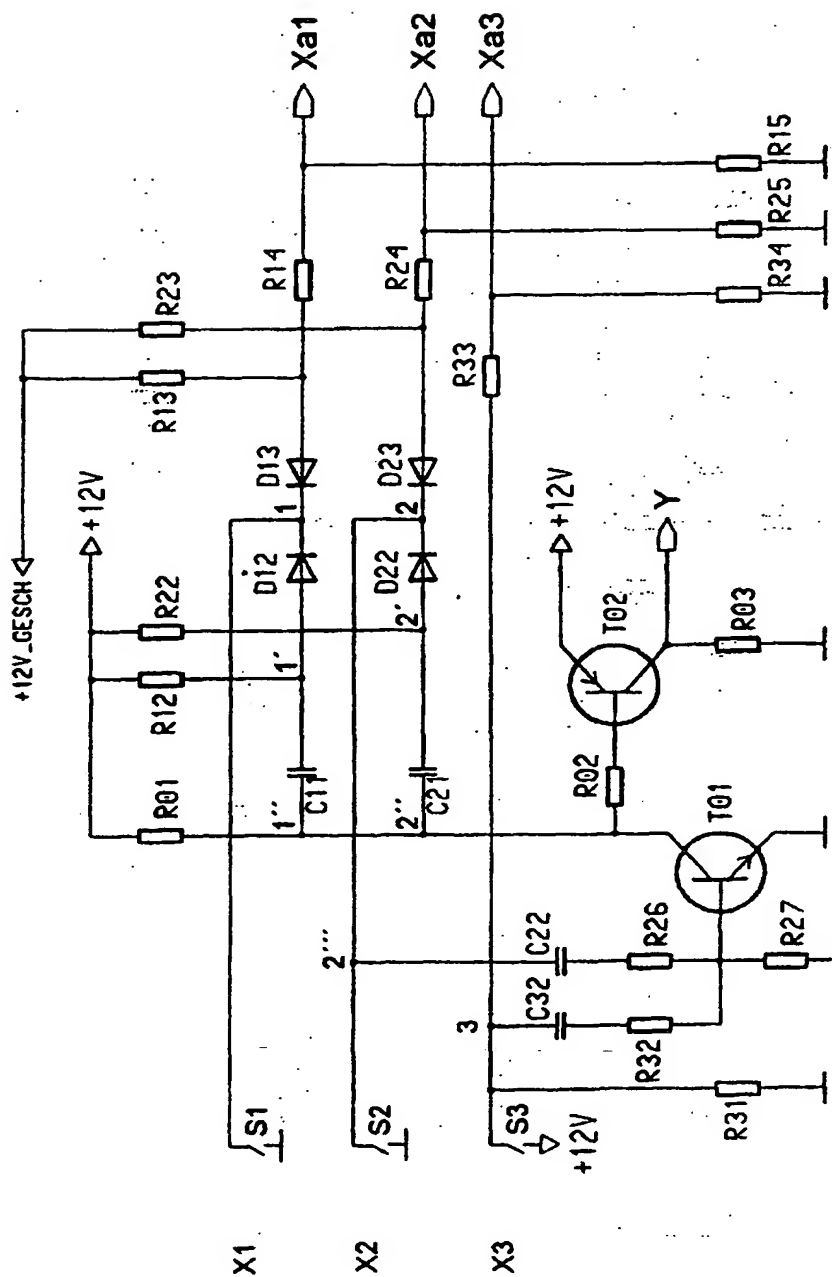 +12V_GESCH
+12V
R23
R13
R22
R12
R01
Xa1
Xa2
Xa3
R14
R24
R33
D13
D23
1
2
D12
D22
1'
2'
1''
2''
C11
C21
2'''
3
S1
S2
S3
+12V
X1
X2
X3
C22
C32
R26
R32
R27
R31
T01
T02
R02
R03
+12V
Y
R15
R25
R34